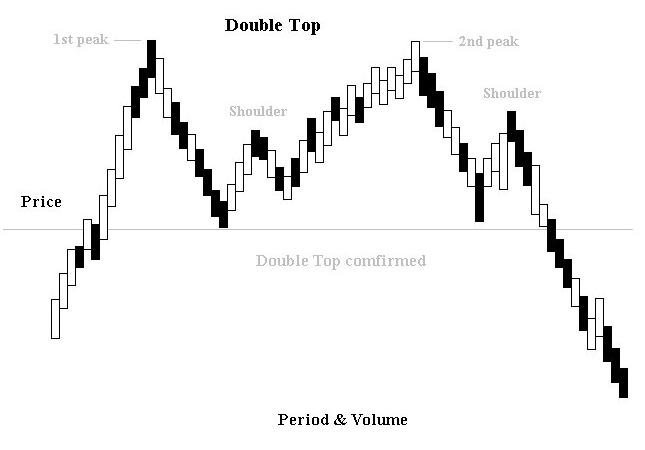 Double Top
1st peak
2nd peak
Shoulder
Shoulder
Price
Double Top comfirmed
Period & Volume